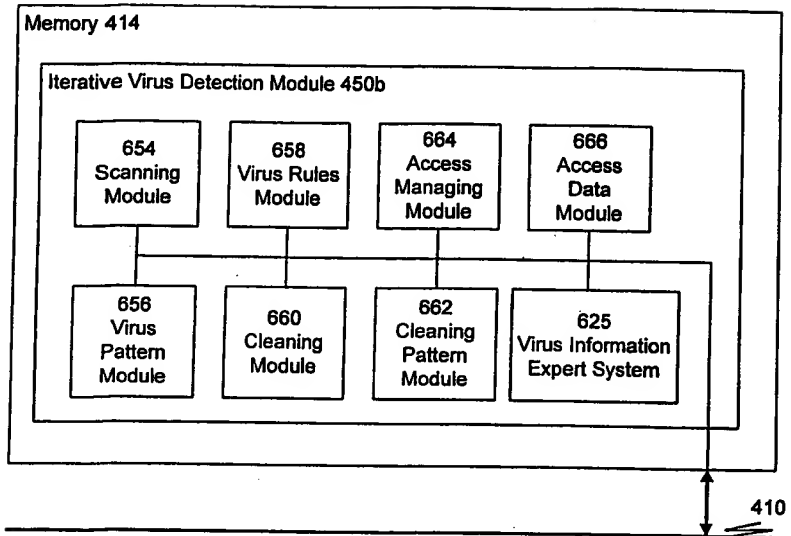 Memory 414
Iterative Virus Detection Module 450b
654
Scanning
Module
658
Virus Rules
Module
664
Access
Managing
Module
666
Access
Data
Module
656
Virus
Pattern
Module
660
Cleaning
Module
662
Cleaning
Pattern
Module
625
Virus Information
Expert System
410